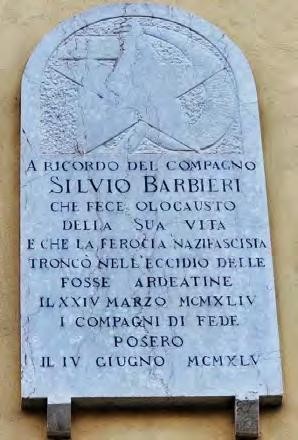 A RICORDO DEL COMPAGNO
SILVIO BARBIERI
CHE FECE OLOCAUSTO
DELLA SUA VITA
E CHE LA FEROCIA NAZIFASCISTA
TRONCÒ NELL'ECCIDIO DELLE
FOSSE ARDEATINE
IL XXIV MARZO MCMXLIV
I COMPAGNI DI FEDE
POSERO
IL IV GIUGNO MCMXLV